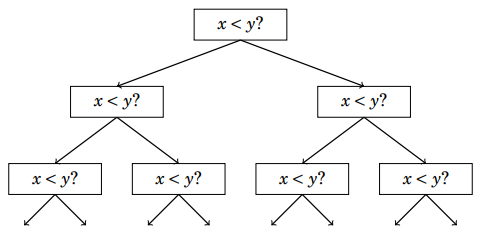 x < y?
x < y? x < y?
x < y? x < y? x < y? x < y?